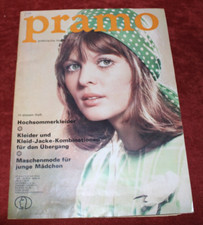 pramo
Hochsommerkleider
Kleider und
Kleid-Jacke-Kombinationen
für den Übergang
Maschenmode für
junge Mädchen